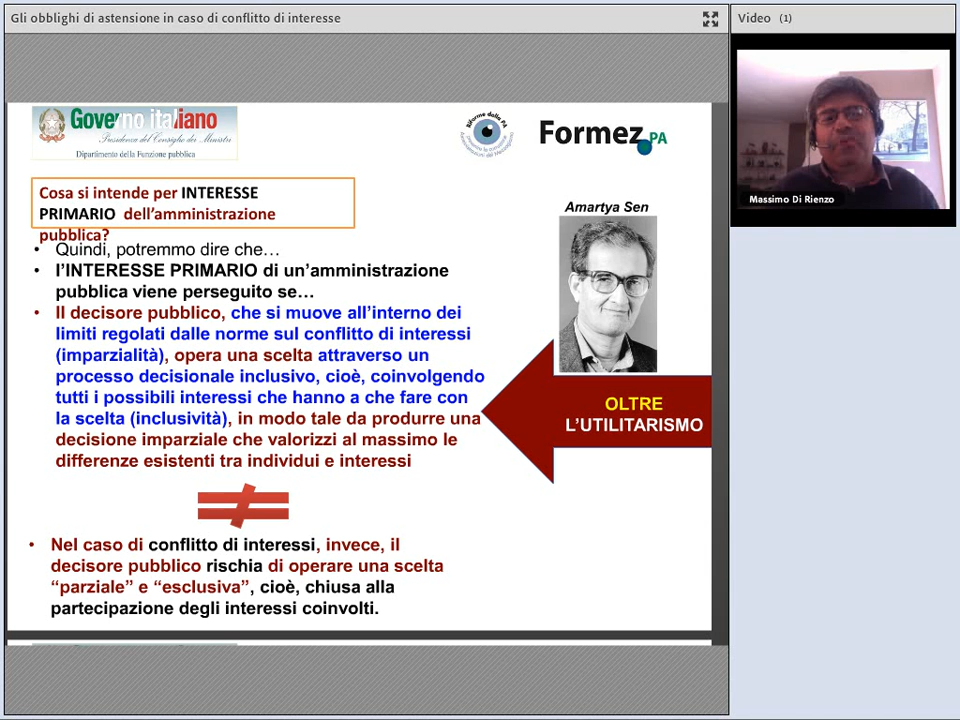 Gli obblighi di astensione in caso di conflitto di interesse
Video (1)
Massimo Di Rienzo
Governo italiano
Presidenza del Consiglio dei Ministri
Dipartimento della Funzione pubblica
Riforme della PA
Formez PA
Cosa si intende per INTERESSE
PRIMARIO dell'amministrazione
pubblica?
Amartya Sen
• Quindi, potremmo dire che…
• l'INTERESSE PRIMARIO di un'amministrazione
pubblica viene perseguito se…
• Il decisore pubblico, che si muove all'interno dei
limiti regolati dalle norme sul conflitto di interessi
(imparzialità), opera una scelta attraverso un
processo decisionale inclusivo, cioè, coinvolgendo
tutti i possibili interessi che hanno a che fare con
la scelta (inclusività), in modo tale da produrre una
decisione imparziale che valorizzi al massimo le
differenze esistenti tra individui e interessi
OLTRE
L'UTILITARISMO
≠
• Nel caso di conflitto di interessi, invece, il
decisore pubblico rischia di operare una scelta
“parziale” e “esclusiva”, cioè, chiusa alla
partecipazione degli interessi coinvolti.